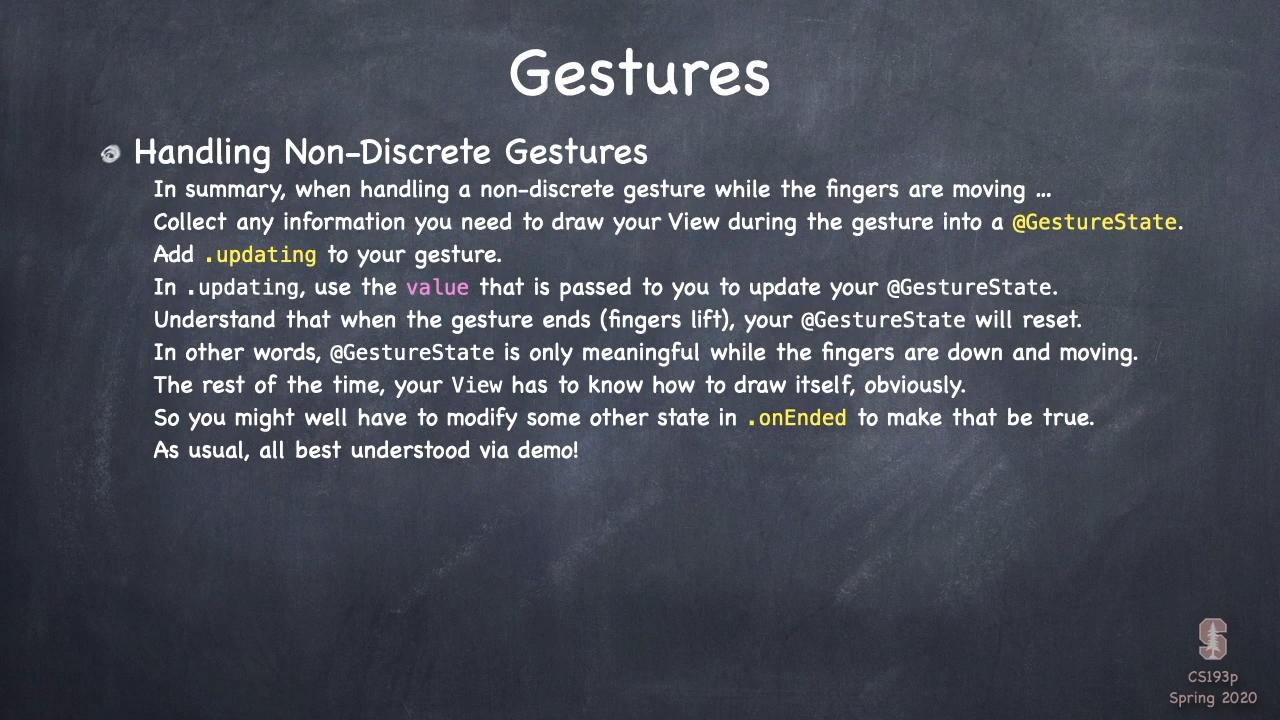 Gestures
Handling Non-Discrete Gestures
In summary, when handling a non-discrete gesture while the fingers are moving ...
Collect any information you need to draw your View during the gesture into a @GestureState.
Add .updating to your gesture.
In .updating, use the value that is passed to you to update your @GestureState.
Understand that when the gesture ends (fingers lift), your @GestureState will reset.
In other words, @GestureState is only meaningful while the fingers are down and moving.
The rest of the time, your View has to know how to draw itself, obviously.
So you might well have to modify some other state in .onEnded to make that be true.
As usual, all best understood via demo!
S
CS193p
Spring 2020